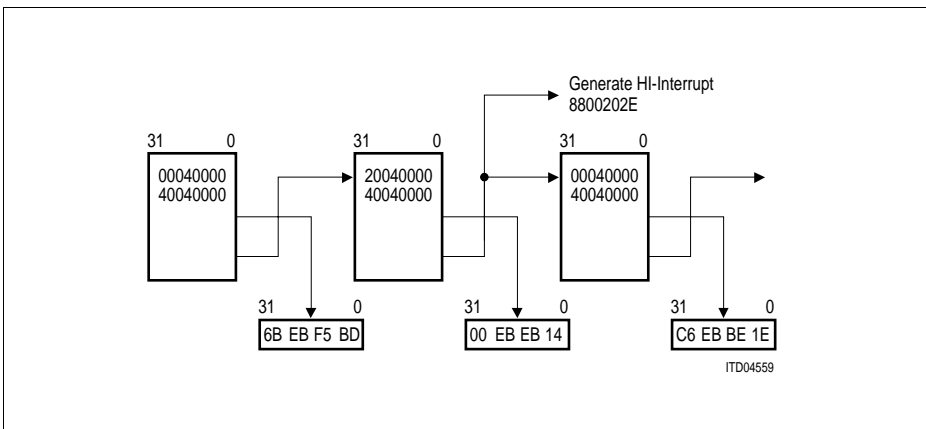 Generate HI-Interrupt
8800202E
31 0
31 0
31 0
00040000
40040000
20040000
40040000
00040000
40040000
31 0
31 0
31 0
6B EB F5 BD
00 EB EB 14
C6 EB BE 1E
ITD04559